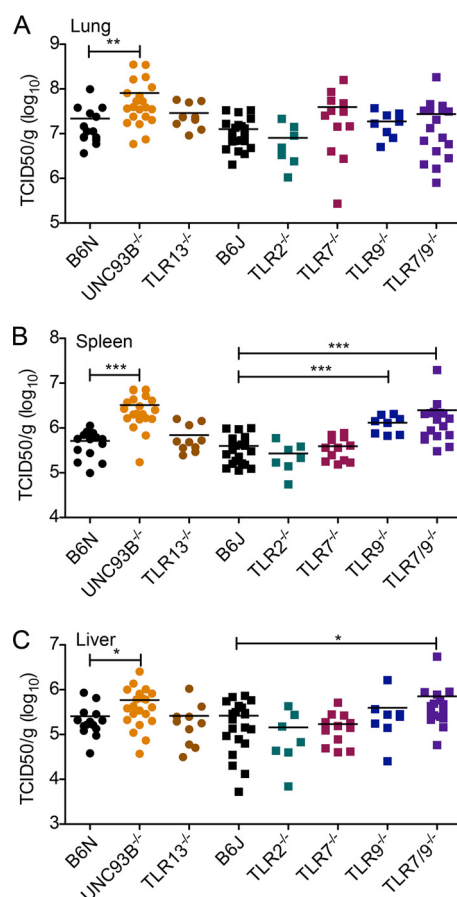 A Lung
**
TCID50/g (log10)
9
8
7
6
5
B6N
UNC93B-/-
TLR13-/-
B6J
TLR2-/-
TLR7-/-
TLR9-/-
TLR7/9-/-
B Spleen
***
***
***
TCID50/g (log10)
8
7
6
5
4
B6N
UNC93B-/-
TLR13-/-
B6J
TLR2-/-
TLR7-/-
TLR9-/-
TLR7/9-/-
C Liver
*
*
TCID50/g (log10)
7
6
5
4
3
B6N
UNC93B-/-
TLR13-/-
B6J
TLR2-/-
TLR7-/-
TLR9-/-
TLR7/9-/-